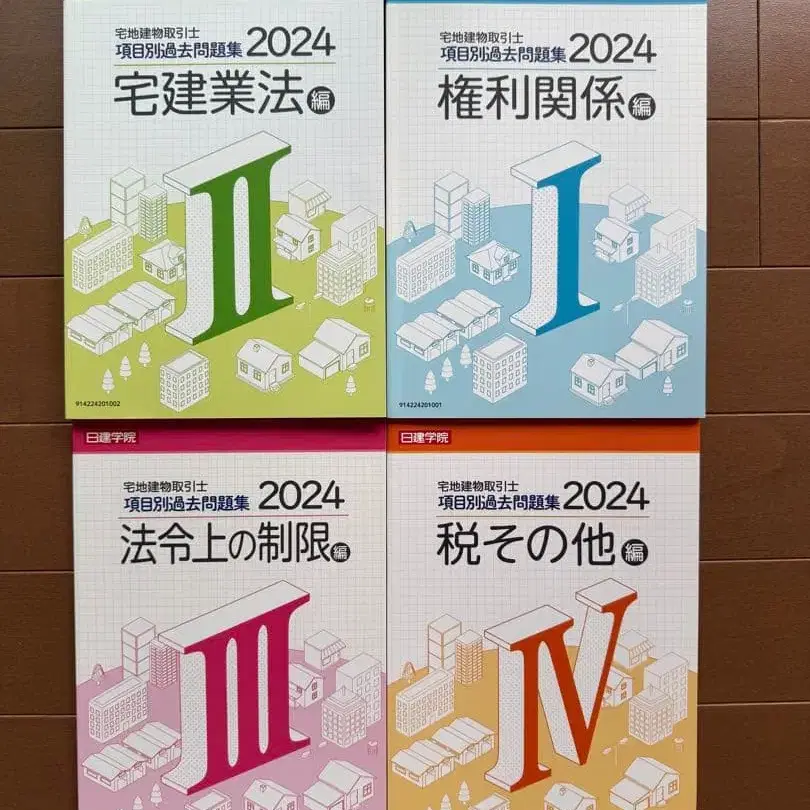 宅地建物取引士
項目別過去問題集 2024
宅建業法編
II
914224201002
宅地建物取引士
項目別過去問題集 2024
権利関係編
I
914224201001
日建学院
宅地建物取引士
項目別過去問題集 2024
法令上の制限編
III
日建学院
宅地建物取引士
項目別過去問題集 2024
税その他編
IV